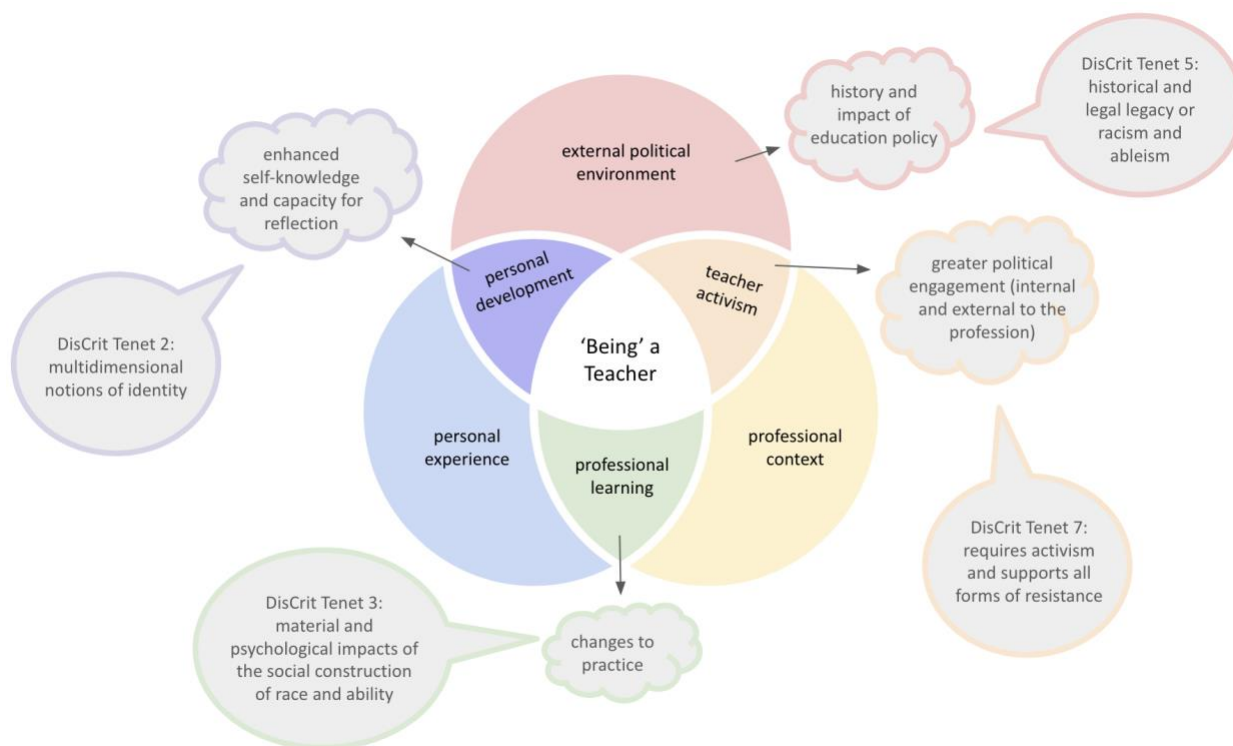 DisCrit Tenet 5:
historical and
legal legacy or
racism and
ableism
history and
impact of
education policy
external political
environment
enhanced
self-knowledge
and capacity for
reflection
personal
development
teacher
activism
greater political
engagement (internal
and external to the
profession)
DisCrit Tenet 2:
multidimensional
notions of identity
‘Being’ a
Teacher
personal
experience
professional
context
professional
learning
DisCrit Tenet 7:
requires activism
and supports all
forms of resistance
DisCrit Tenet 3:
material and
psychological impacts of
the social construction
of race and ability
changes to
practice